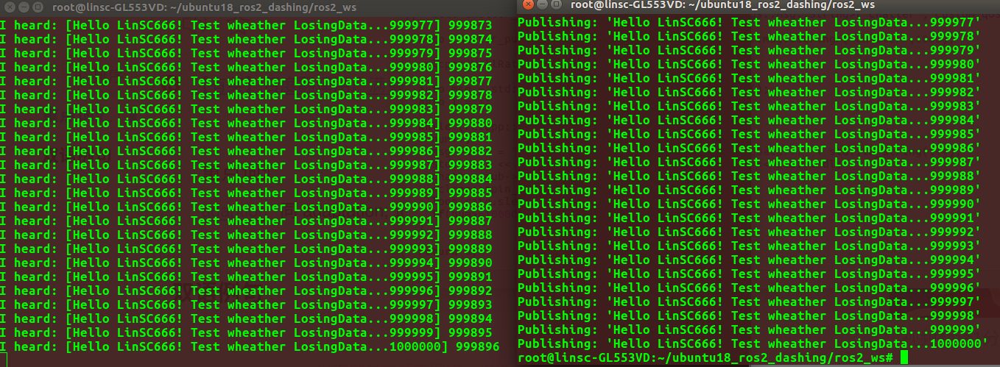 root@linsc-GL553VD: ~/ubuntu18_ros2_dashing/ros2_ws
I heard: [Hello LinSC666! Test wheather LosingData...999977] 999873
I heard: [Hello LinSC666! Test wheather LosingData...999978] 999874
I heard: [Hello LinSC666! Test wheather LosingData...999979] 999875
I heard: [Hello LinSC666! Test wheather LosingData...999980] 999876
I heard: [Hello LinSC666! Test wheather LosingData...999981] 999877
I heard: [Hello LinSC666! Test wheather LosingData...999982] 999878
I heard: [Hello LinSC666! Test wheather LosingData...999983] 999879
I heard: [Hello LinSC666! Test wheather LosingData...999984] 999880
I heard: [Hello LinSC666! Test wheather LosingData...999985] 999881
I heard: [Hello LinSC666! Test wheather LosingData...999986] 999882
I heard: [Hello LinSC666! Test wheather LosingData...999987] 999883
I heard: [Hello LinSC666! Test wheather LosingData...999988] 999884
I heard: [Hello LinSC666! Test wheather LosingData...999989] 999885
I heard: [Hello LinSC666! Test wheather LosingData...999990] 999886
I heard: [Hello LinSC666! Test wheather LosingData...999991] 999887
I heard: [Hello LinSC666! Test wheather LosingData...999992] 999888
I heard: [Hello LinSC666! Test wheather LosingData...999993] 999889
I heard: [Hello LinSC666! Test wheather LosingData...999994] 999890
I heard: [Hello LinSC666! Test wheather LosingData...999995] 999891
I heard: [Hello LinSC666! Test wheather LosingData...999996] 999892
I heard: [Hello LinSC666! Test wheather LosingData...999997] 999893
I heard: [Hello LinSC666! Test wheather LosingData...999998] 999894
I heard: [Hello LinSC666! Test wheather LosingData...999999] 999895
I heard: [Hello LinSC666! Test wheather LosingData...1000000] 999896
root@linsc-GL553VD: ~/ubuntu18_ros2_dashing/ros2_ws
Publishing: 'Hello LinSC666! Test wheather LosingData...999977'
Publishing: 'Hello LinSC666! Test wheather LosingData...999978'
Publishing: 'Hello LinSC666! Test wheather LosingData...999979'
Publishing: 'Hello LinSC666! Test wheather LosingData...999980'
Publishing: 'Hello LinSC666! Test wheather LosingData...999981'
Publishing: 'Hello LinSC666! Test wheather LosingData...999982'
Publishing: 'Hello LinSC666! Test wheather LosingData...999983'
Publishing: 'Hello LinSC666! Test wheather LosingData...999984'
Publishing: 'Hello LinSC666! Test wheather LosingData...999985'
Publishing: 'Hello LinSC666! Test wheather LosingData...999986'
Publishing: 'Hello LinSC666! Test wheather LosingData...999987'
Publishing: 'Hello LinSC666! Test wheather LosingData...999988'
Publishing: 'Hello LinSC666! Test wheather LosingData...999989'
Publishing: 'Hello LinSC666! Test wheather LosingData...999990'
Publishing: 'Hello LinSC666! Test wheather LosingData...999991'
Publishing: 'Hello LinSC666! Test wheather LosingData...999992'
Publishing: 'Hello LinSC666! Test wheather LosingData...999993'
Publishing: 'Hello LinSC666! Test wheather LosingData...999994'
Publishing: 'Hello LinSC666! Test wheather LosingData...999995'
Publishing: 'Hello LinSC666! Test wheather LosingData...999996'
Publishing: 'Hello LinSC666! Test wheather LosingData...999997'
Publishing: 'Hello LinSC666! Test wheather LosingData...999998'
Publishing: 'Hello LinSC666! Test wheather LosingData...999999'
Publishing: 'Hello LinSC666! Test wheather LosingData...1000000'
root@linsc-GL553VD:~/ubuntu18_ros2_dashing/ros2_ws#